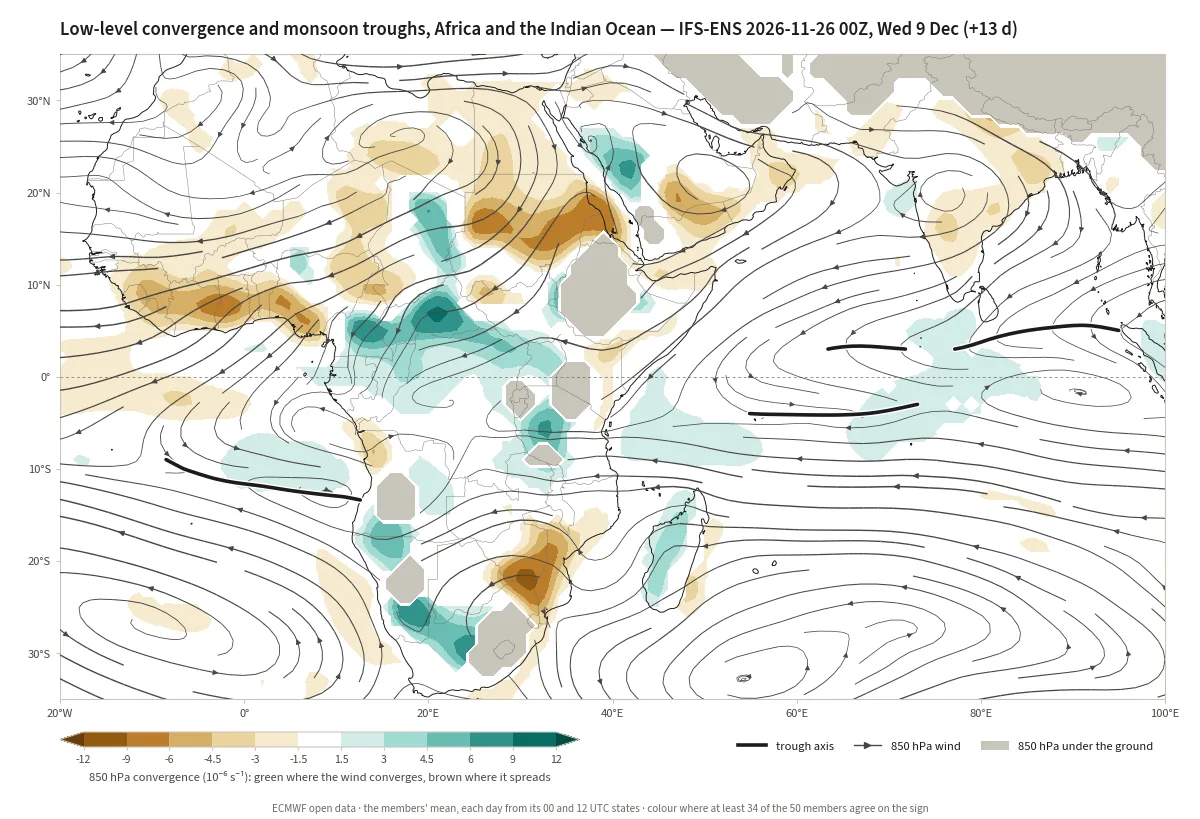 Low-level convergence and monsoon troughs, Africa and the Indian Ocean — IFS-ENS 2026-11-26 00Z, Wed 9 Dec (+13 d)
30°N
20°N
10°N
0°
10°S
20°S
30°S
20°W 0° 20°E 40°E 60°E 80°E 100°E
-12 -9 -6 -4.5 -3 -1.5 1.5 3 4.5 6 9 12
850 hPa convergence (10⁻⁶ s⁻¹): green where the wind converges, brown where it spreads
trough axis 850 hPa wind 850 hPa under the ground
ECMWF open data · the members' mean, each day from its 00 and 12 UTC states · colour where at least 34 of the 50 members agree on the sign